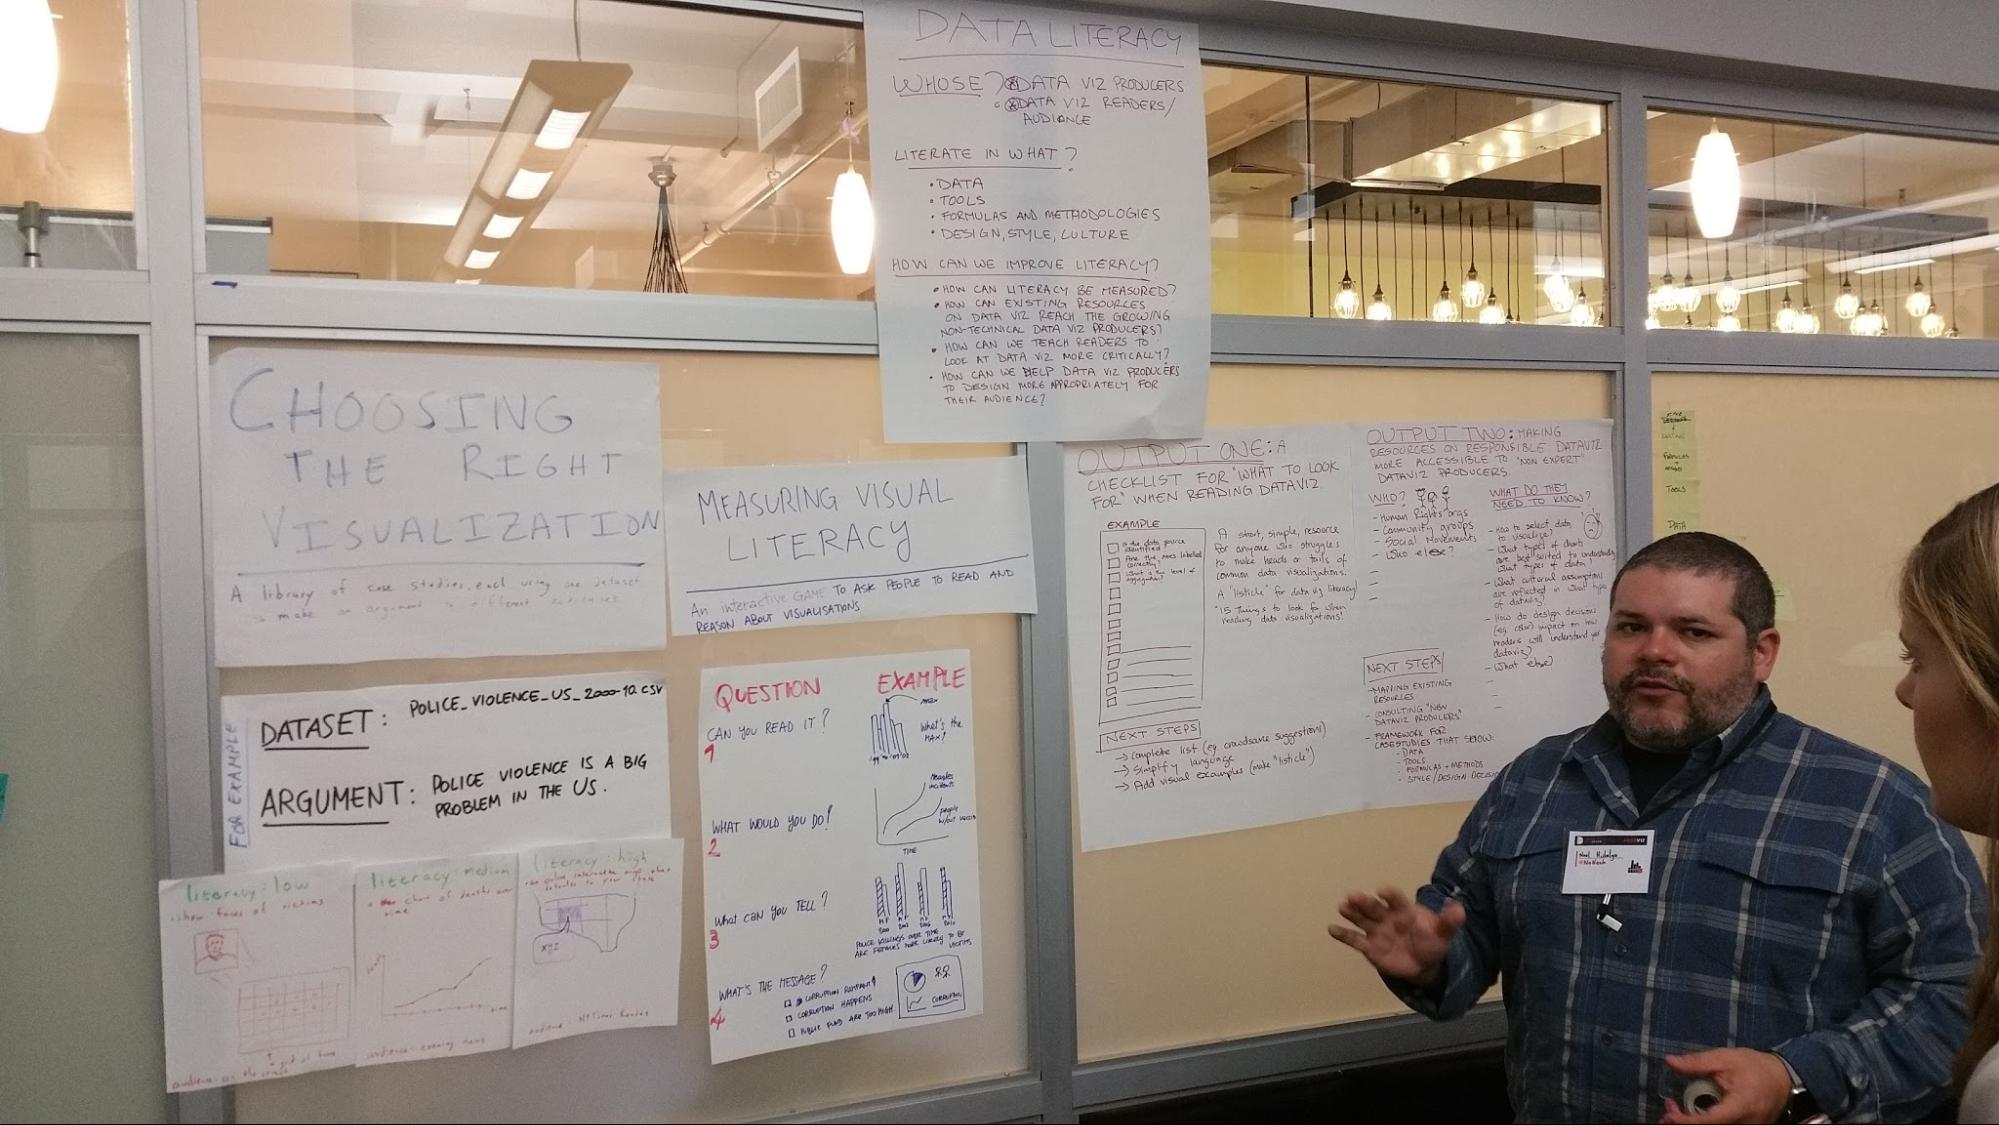 DATA LITERACY
WHOSE? DATA VIZ PRODUCERS
DATA VIZ READERS/
AUDIANCE
LITERATE IN WHAT?
• DATA
• TOOLS
• FORMULAS AND METHODOLOGIES
• DESIGN, STYLE, CULTURE
HOW CAN WE IMPROVE LITERACY?
• HOW CAN LITERACY BE MEASURED?
• HOW CAN EXISTING RESOURCES
ON DATA VIZ REACH THE GROWING
NON-TECHNICAL DATA VIZ PRODUCERS?
• HOW CAN WE TEACH READERS TO
LOOK AT DATA VIZ MORE CRITICALLY?
• HOW CAN WE HELP DATA VIZ PRODUCERS
TO DESIGN MORE APPROPRIATELY FOR
THEIR AUDIENCE?
CHOOSING
THE RIGHT
VISUALIZATION
A library of case studies, each using one dataset
make an argument to different audiences
FOR EXAMPLE
DATASET: POLICE_VIOLENCE_US_2000-10.CSV
ARGUMENT: POLICE VIOLENCE IS A BIG
PROBLEM IN THE US.
literacy: low
show faces of victims
literacy: medium
chart of deaths over
time
time
audience: evening news
literacy: high
xyz
audience: NYTimes Reader
MEASURING VISUAL
LITERACY
An interactive GAME TO ASK PEOPLE TO READ AND
REASON ABOUT VISUALISATIONS
QUESTION EXAMPLE
CAN YOU READ IT?
1
What's the
MAX?
WHAT WOULD YOU DO?
2
TIME
What CAN YOU TELL?
3
POLICE KILLINGS OVER TIME
ARE FEMALES MORE LIKELY TO BE
VICTIMS
WHAT'S THE MESSAGE?
4
CORRUPTION RAMPANT
CORRUPTION HAPPENS
PUBLIC FUND ARE TOO HIGH
CORRUPTION
OUTPUT ONE: A
CHECKLIST FOR "WHAT TO LOOK
FOR" WHEN READING DATAVIZ
EXAMPLE
Is the data source
identified?
Are the axes labeled
correctly?
What is the level of
aggregation?
A short, simple, resource
for anyone who struggles
to make heads or tails of
common data visualizations.
A "listicle" for data viz literacy!
"15 Things to look for when
reading data visualizations!
NEXT STEPS
→ Complete list (eg crowdsource suggestions)
→ Simplify language
→ Add visual examples (make "listicle")
OUTPUT TWO: MAKING
RESOURCES ON RESPONSIBLE DATAVIZ
MORE ACCESSIBLE TO "NON EXPERT"
DATAVIZ PRODUCERS.
WHO?
- Human Rights orgs
- Community groups
- Social Movements
- Who else?
WHAT DO THEY
NEED TO KNOW?
- How to select data
to visualize?
- What types of charts
are best suited to understand
what types of data?
- What cultural assumptions
are reflected in what types
of dataviz?
- How do design decisions
(eg color) impact on how
readers will understand your
dataviz?
- What else?
NEXT STEPS
- MAPPING EXISTING
RESOURCES
- CONSULTING "NEW
DATAVIZ PRODUCERS"
- FRAMEWORK FOR
CASESTUDIES THAT SHOW:
- DATA
- TOOLS
- FORMULAS + METHODS
- STYLE/DESIGN DECISIONS
TOOLS
DATA
Noel Hidalgo